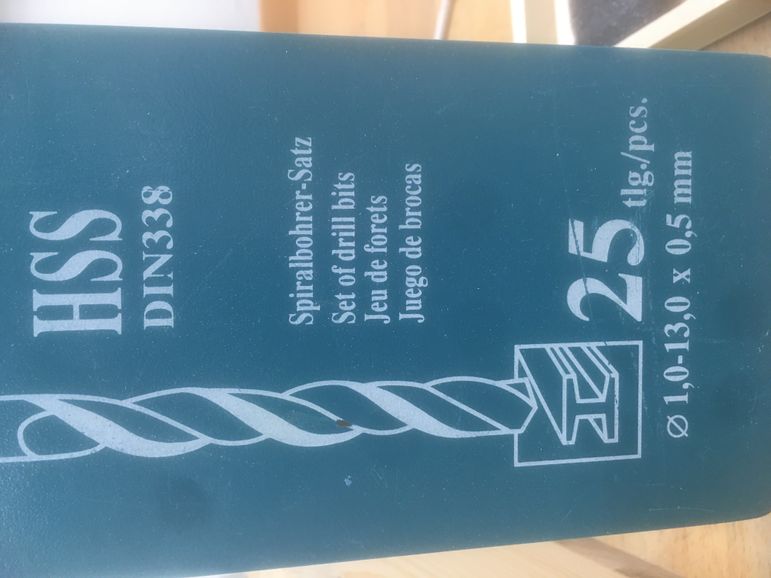 HSS
DIN338
Spiralbohrer-Satz
Set of drill bits
Jeu de forets
Juego de brocas
25 tlg./pcs.
Ø 1,0-13,0 x 0,5 mm